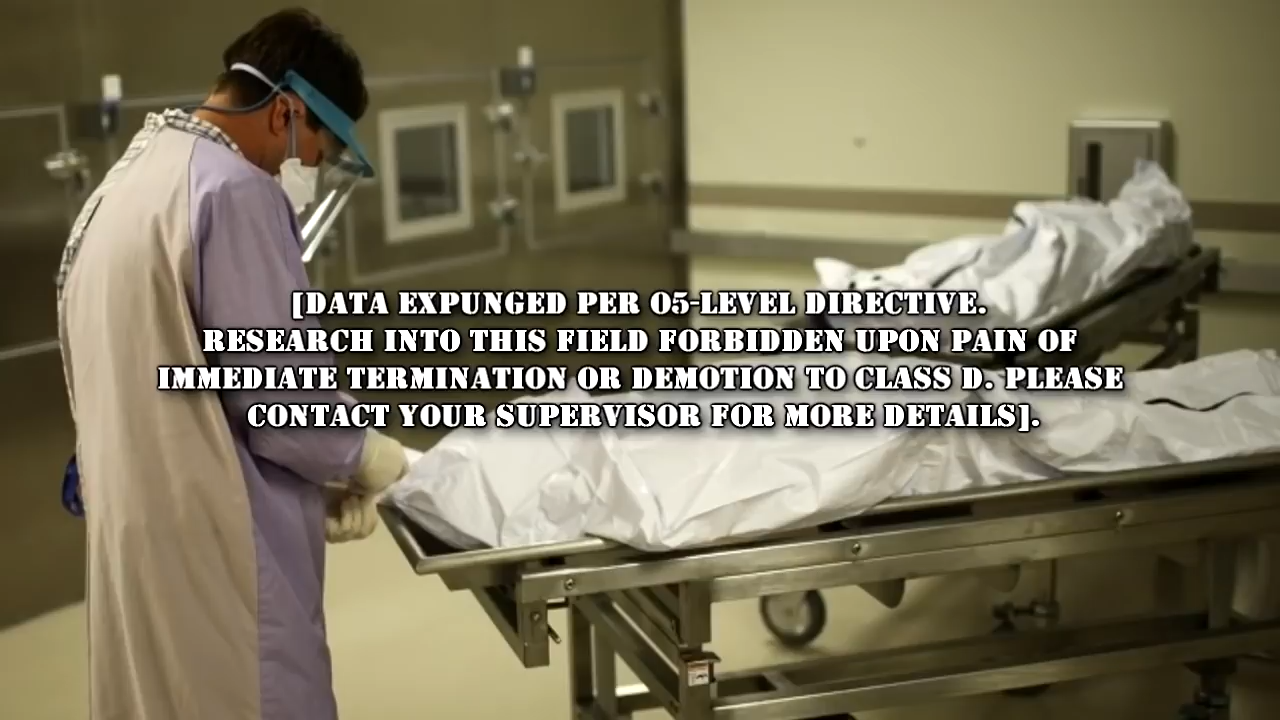 [DATA EXPUNGED PER O5-LEVEL DIRECTIVE.
RESEARCH INTO THIS FIELD FORBIDDEN UPON PAIN OF
IMMEDIATE TERMINATION OR DEMOTION TO CLASS D. PLEASE
CONTACT YOUR SUPERVISOR FOR MORE DETAILS].